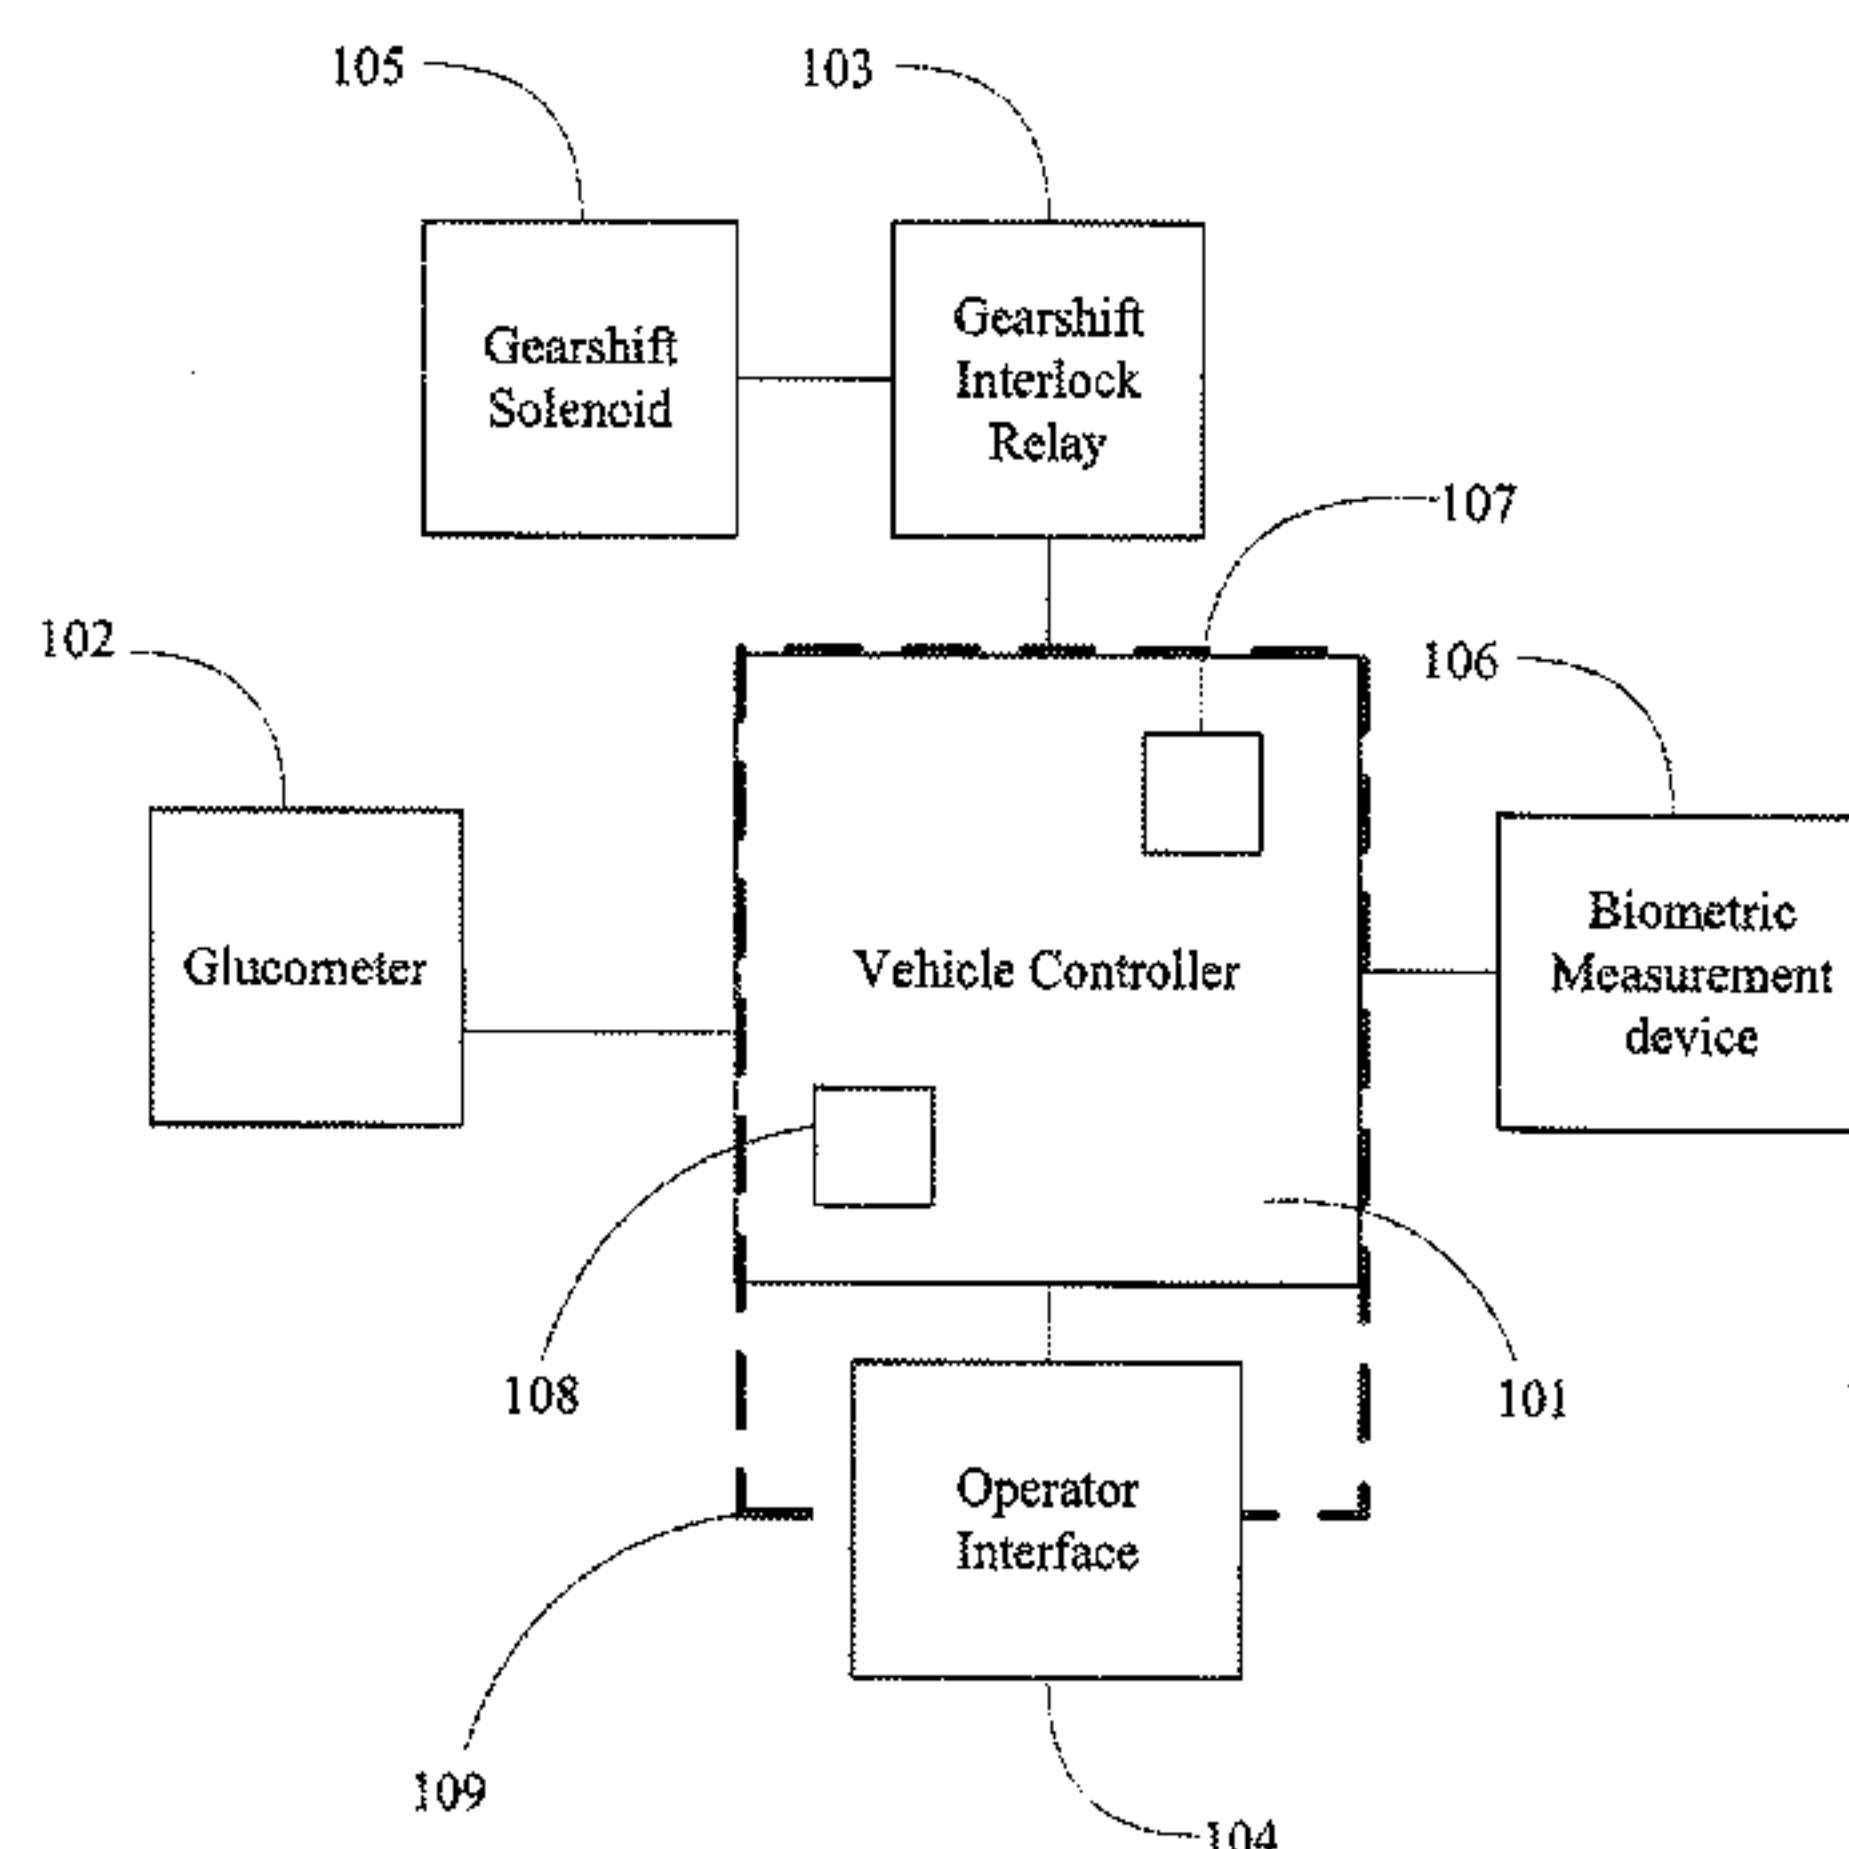 105
103
Gearshift
Solenoid
Gearshift
Interlock
Relay
107
102
106
Glucometer
Vehicle Controller
Biometric
Measurement
device
108
101
Operator
Interface
109
104